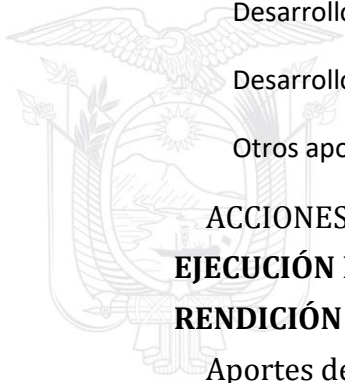 Desarrollo
Desarrollo
Otros apo
ACCIONES
EJECUCIÓN
RENDICIÓN
Aportes de